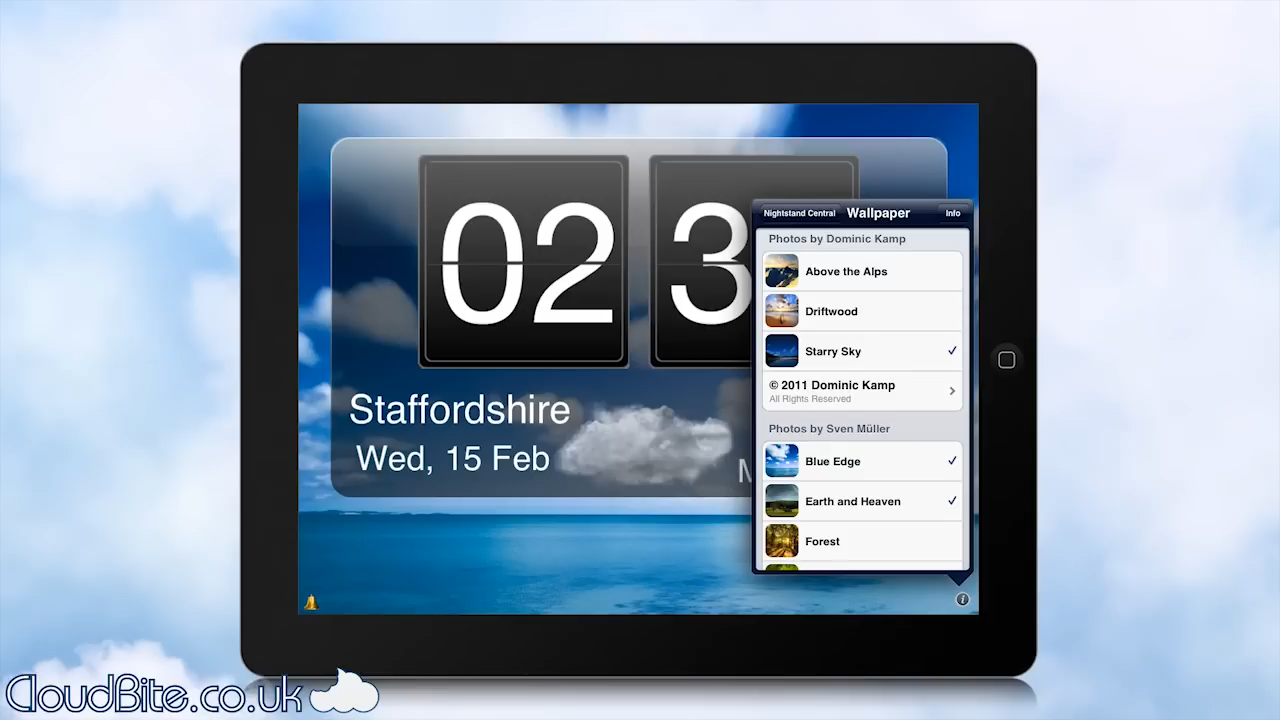 02 3
Staffordshire
Wed, 15 Feb
M
Nightstand Central Wallpaper Info
Photos by Dominic Kamp
Above the Alps
Driftwood
Starry Sky
© 2011 Dominic Kamp
All Rights Reserved
Photos by Sven Müller
Blue Edge
Earth and Heaven
Forest
CloudBite.co.uk